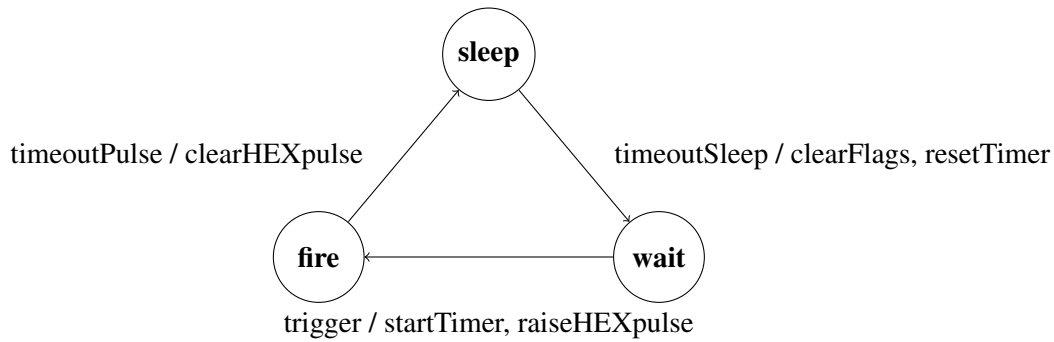 sleep
timeoutPulse / clearHEXpulse
timeoutSleep / clearFlags, resetTimer
fire
wait
trigger / startTimer, raiseHEXpulse